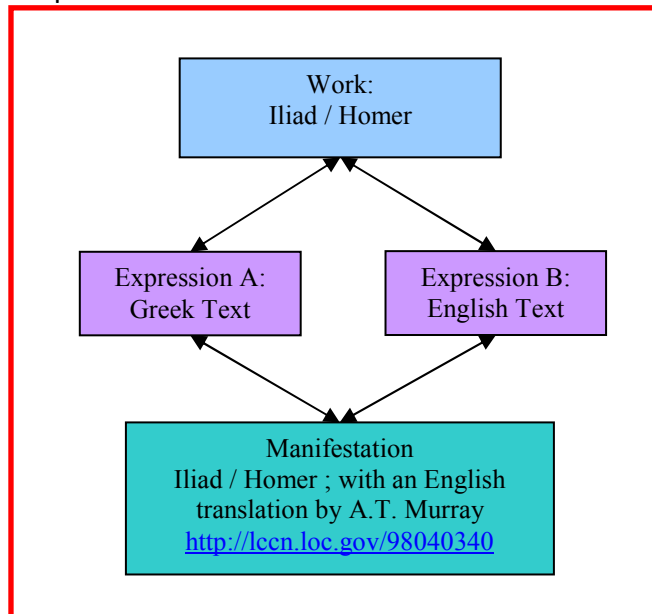 Work:
Iliad / Homer
Expression A:
Greek Text
Expression B:
English Text
Manifestation
Iliad / Homer ; with an English
translation by A.T. Murray
http://lccn.loc.gov/98040340